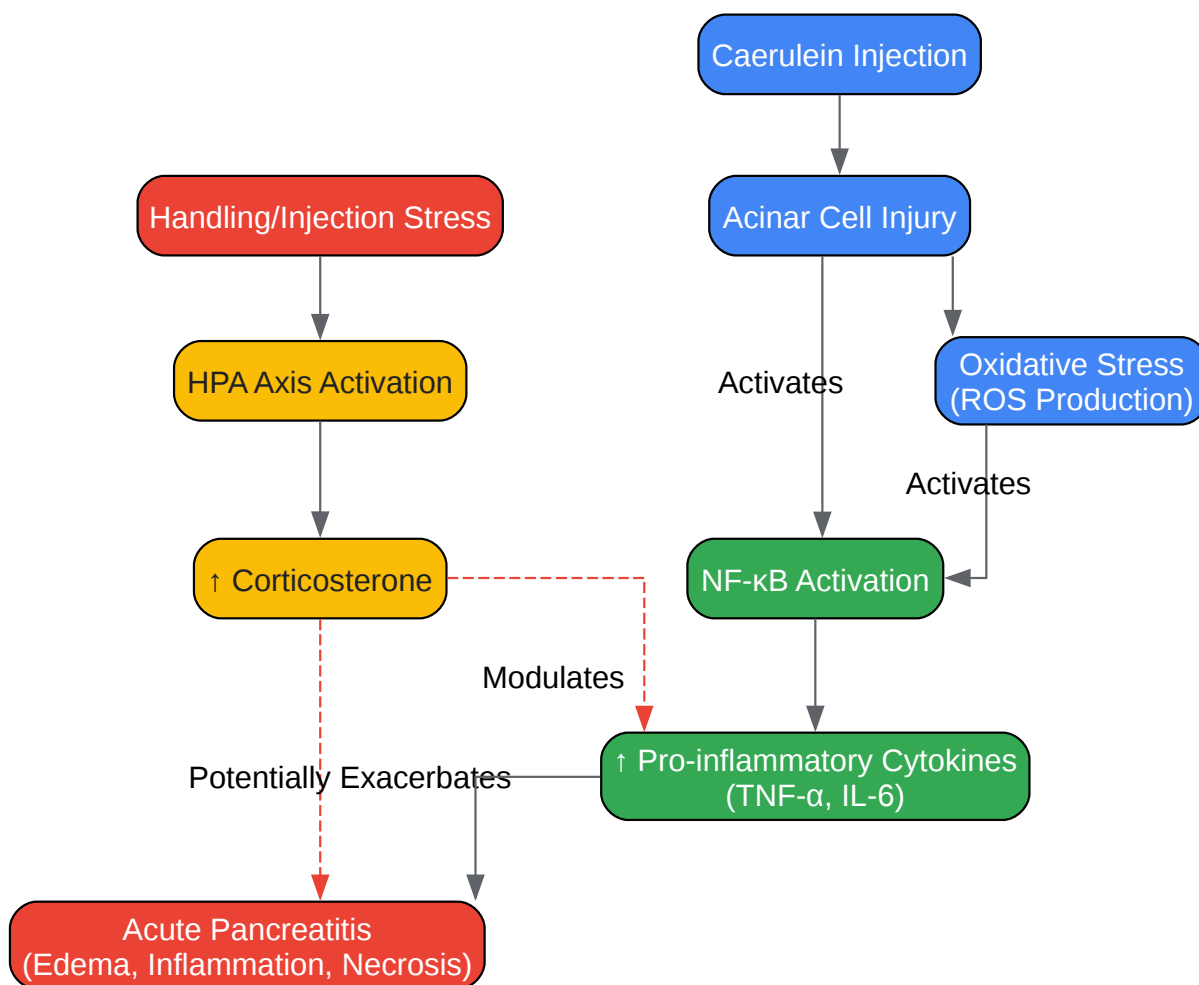 Caerulein Injection
Handling/Injection Stress
Acinar Cell Injury
HPA Axis Activation
Activates
Oxidative Stress
(ROS Production)
Activates
↑ Corticosterone
NF-κB Activation
Modulates
↑ Pro-inflammatory Cytokines
(TNF-α, IL-6)
Potentially Exacerbates
Acute Pancreatitis
(Edema, Inflammation, Necrosis)